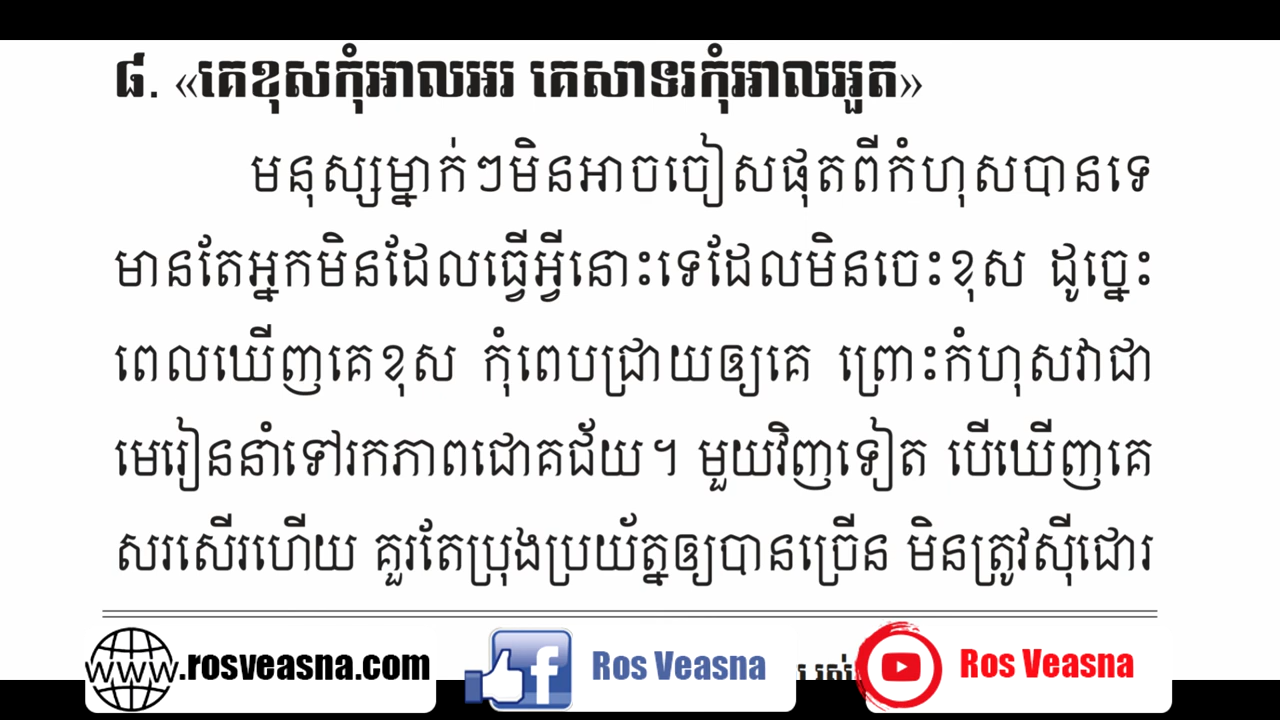 ៨. «គេខុសកុំអាលអរ គេសាទរកុំអាលអួត»
មនុស្សម្នាក់ៗមិនអាចចៀសផុតពីកំហុសបានទេ
មានតែអ្នកមិនដែលធ្វើអ្វីនោះទេដែលមិនចេះខុស ដូច្នេះ
ពេលឃើញគេខុស កុំពេបជ្រាយឲ្យគេ ព្រោះកំហុសវាជា
មេរៀននាំទៅរកភាពជោគជ័យ។ មួយវិញទៀត បើឃើញគេ
សរសើរហើយ គួរតែប្រុងប្រយ័ត្នឲ្យបានច្រើន មិនត្រូវស៊ីជោរ
www.rosveasna.com
Ros Veasna
Ros Veasna